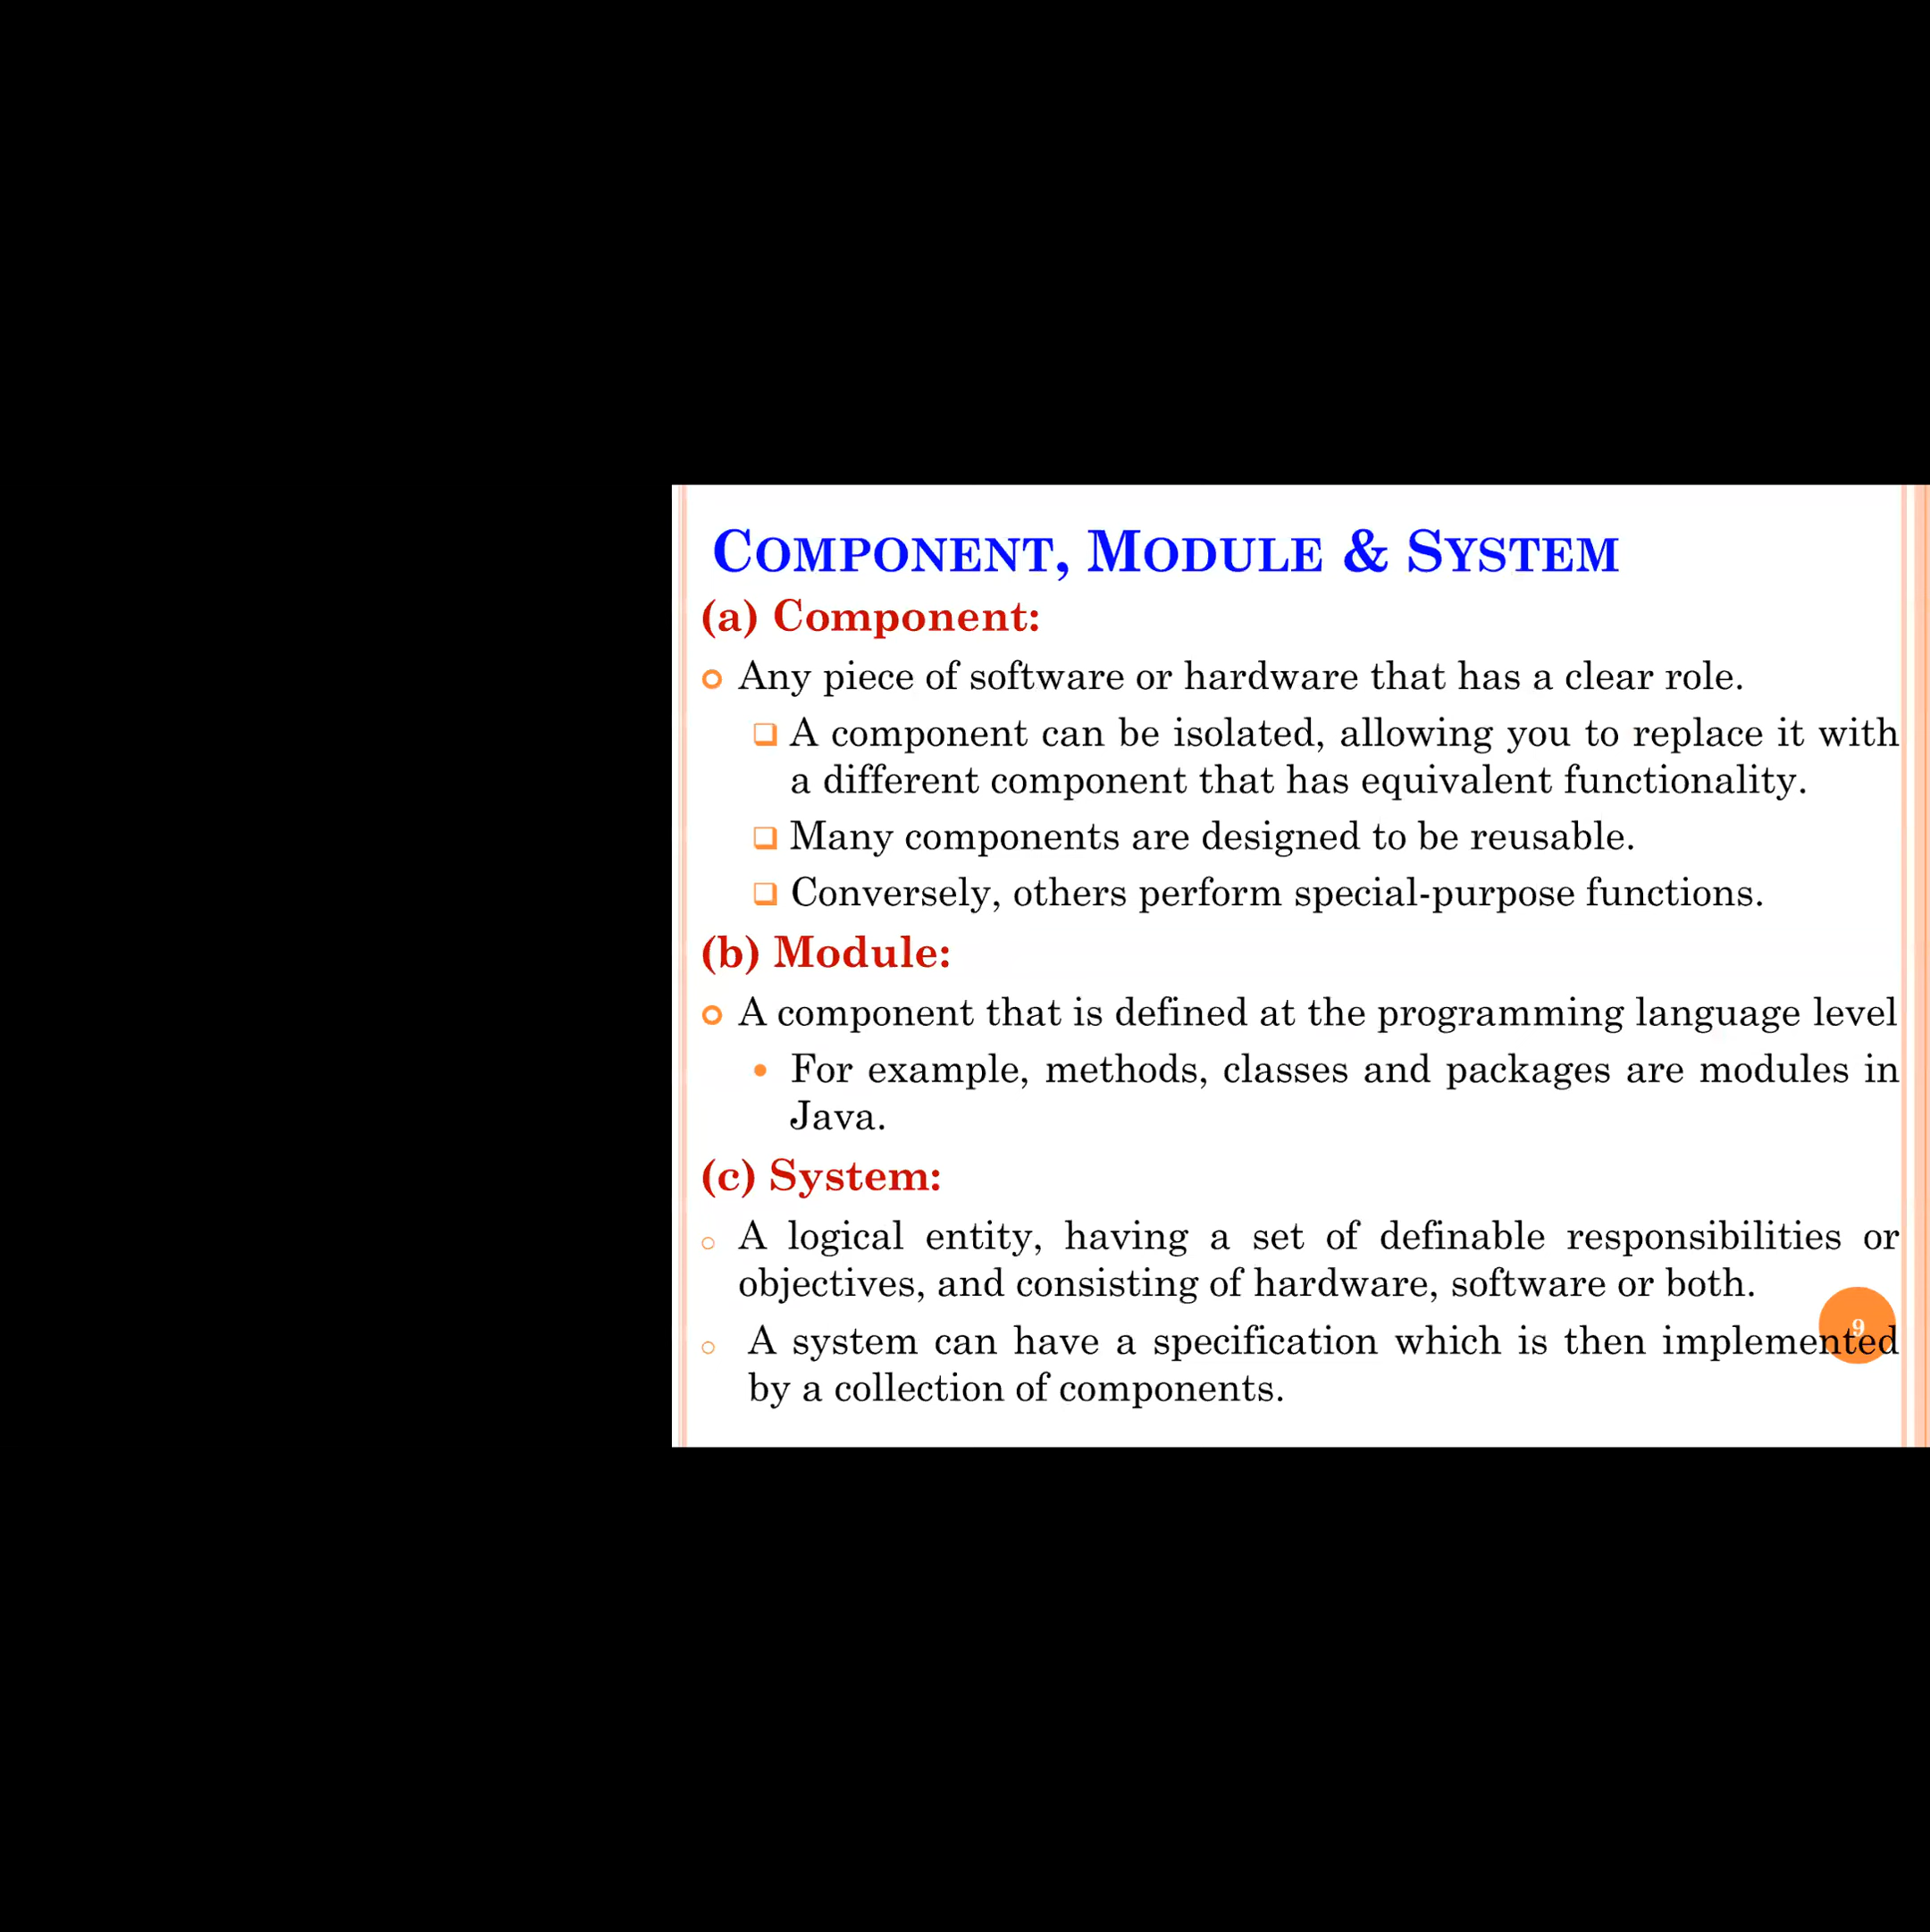 COMPONENT, MODULE & SYSTEM
(a) Component:
Any piece of software or hardware that has a clear role.
A component can be isolated, allowing you to replace it with
a different component that has equivalent functionality.
Many components are designed to be reusable.
Conversely, others perform special-purpose functions.
(b) Module:
A component that is defined at the programming language level
For example, methods, classes and packages are modules in
Java.
(c) System:
A logical entity, having a set of definable responsibilities or
objectives, and consisting of hardware, software or both.
A system can have a specification which is then implemented
by a collection of components.
9